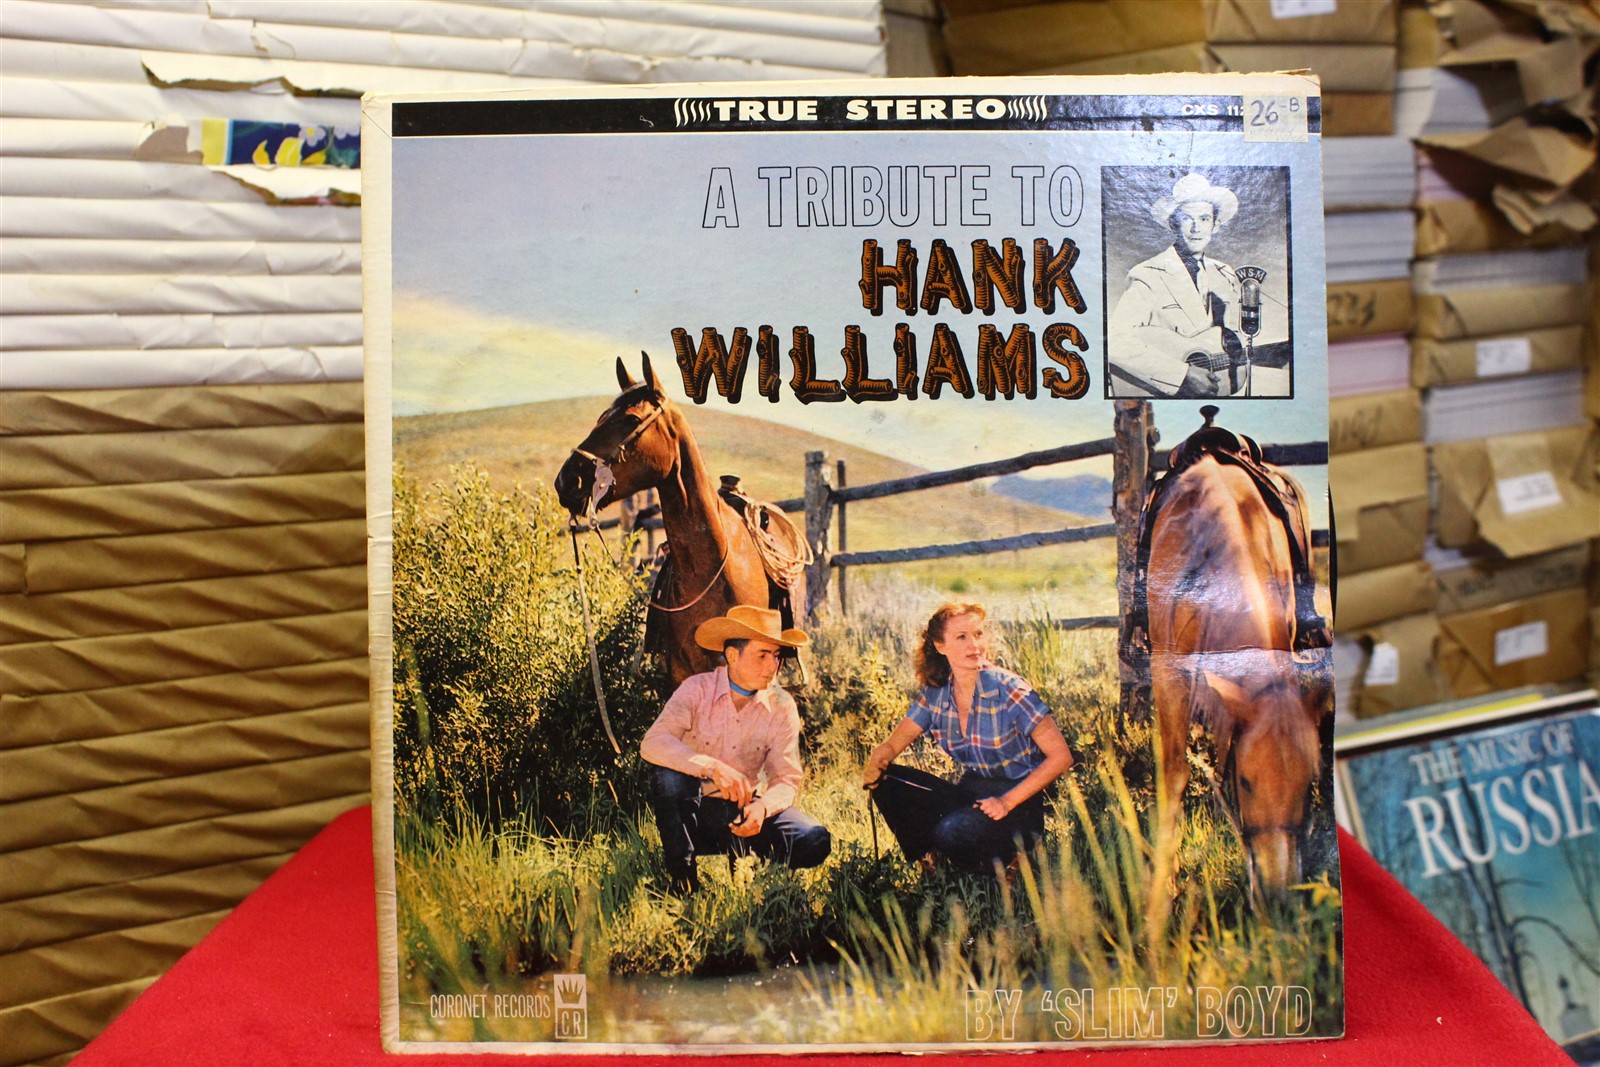 TRUE STEREO
CXS
26-B
A TRIBUTE TO
HANK
WILLIAMS
WSM
CORONET RECORDS
CR
BY 'SLIM' BOYD
THE MUSIC OF
RUSSIA